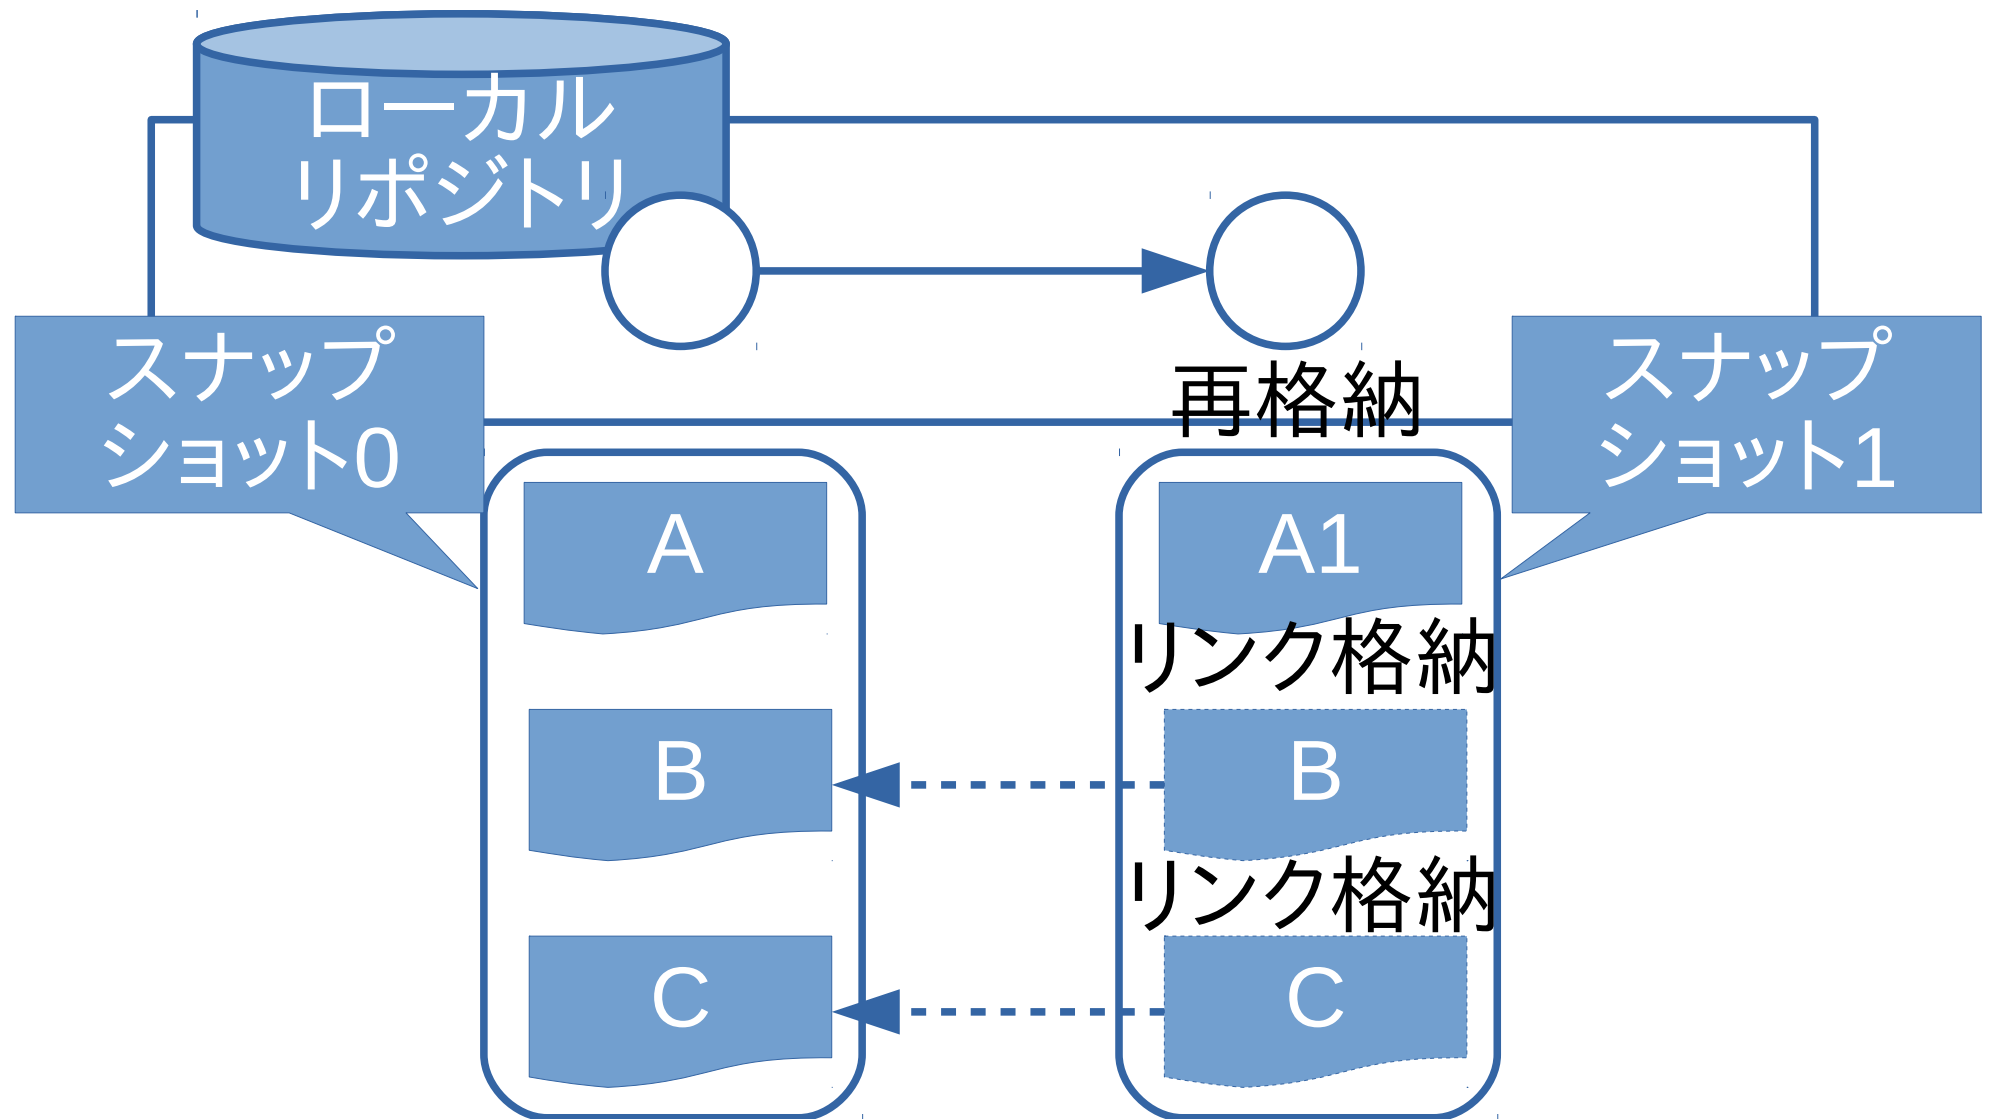 ローカル
リポジトリ
スナップ
ショット0
スナップ
ショット1
再格納
A
A1
リンク格納
B
B
リンク格納
C
C